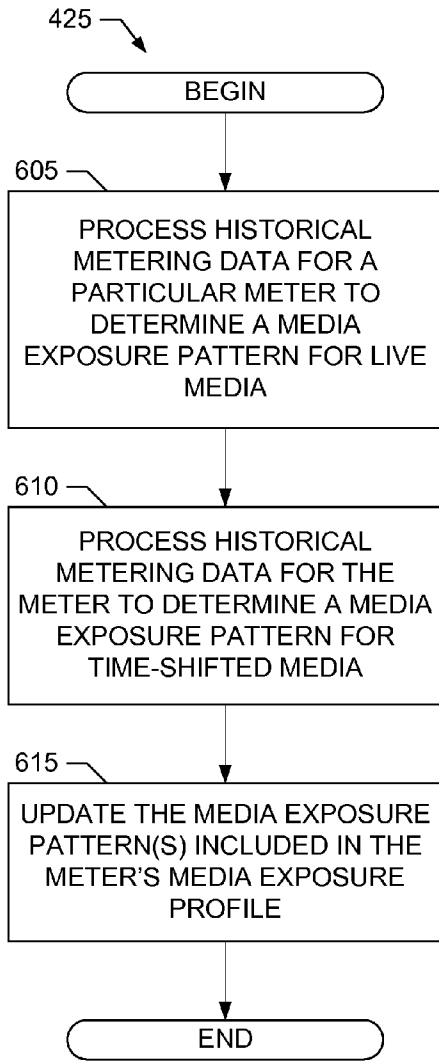 425
BEGIN
605
PROCESS HISTORICAL
METERING DATA FOR A
PARTICULAR METER TO
DETERMINE A MEDIA
EXPOSURE PATTERN FOR LIVE
MEDIA
610
PROCESS HISTORICAL
METERING DATA FOR THE
METER TO DETERMINE A MEDIA
EXPOSURE PATTERN FOR
TIME-SHIFTED MEDIA
615
UPDATE THE MEDIA EXPOSURE
PATTERN(S) INCLUDED IN THE
METER'S MEDIA EXPOSURE
PROFILE
END